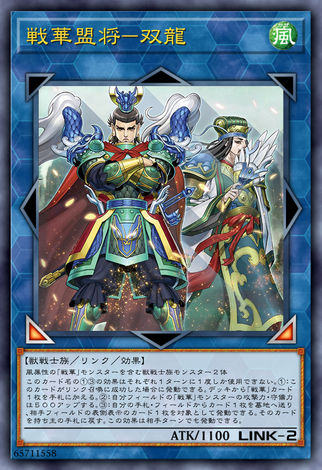 戦華盟将－双龍
風
【獣戦士族／リンク／効果】
風属性の「戦華」モンスターを含む獣戦士族モンスター２体
このカード名の①③の効果はそれぞれ１ターンに１度しか使用できない。①：こ
のカードがリンク召喚に成功した場合に発動できる。デッキから「戦華」カード
１枚を手札に加える。②：自分フィールドの「戦華」モンスターの攻撃力・守備力
は５００アップする。③：自分の手札・フィールドからカード１枚を墓地へ送り、
相手フィールドの表側表示のカード１枚を対象として発動できる。そのカード
を持ち主の手札に戻す。この効果は相手ターンでも発動できる。
ATK/1100 LINK-2
65711558